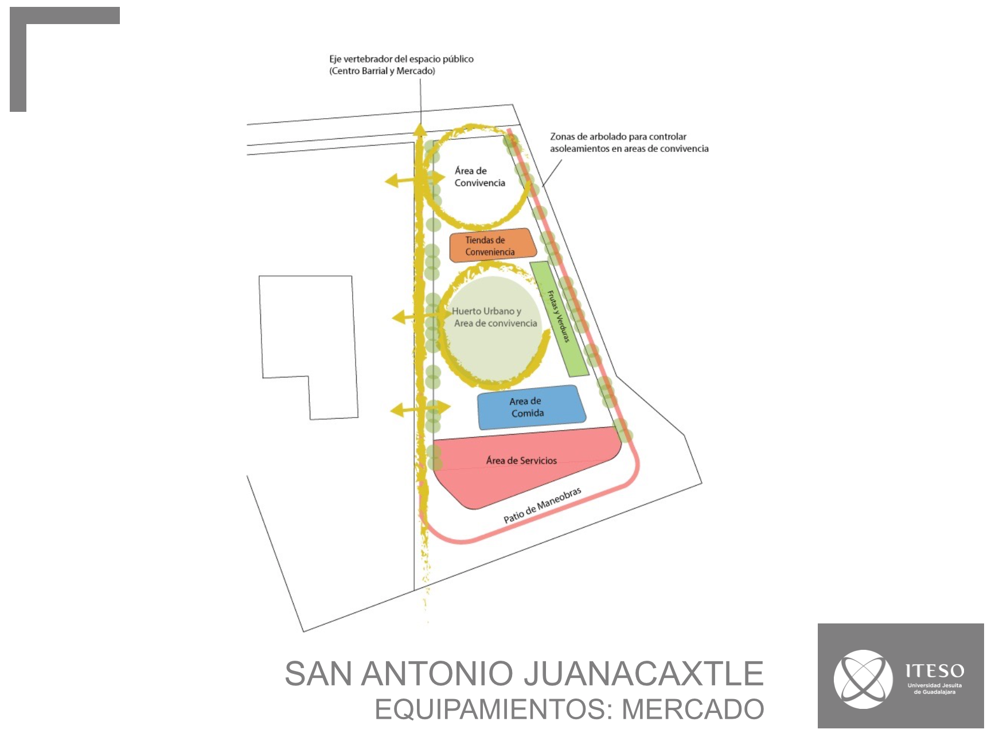 Eje vertebrador del espacio público
(Centro Barrial y Mercado)
Zonas de arbolado para controlar
asoleamientos en areas de convivencia
Área de
Convivencia
Tiendas de
Conveniencia
Frutas y Verduras
Huerto Urbano y
Area de convivencia
Area de
Comida
Área de Servicios
Patio de Maneobras
SAN ANTONIO JUANACAXTLE
EQUIPAMIENTOS: MERCADO
ITESO
Universidad Jesuita
de Guadalajara